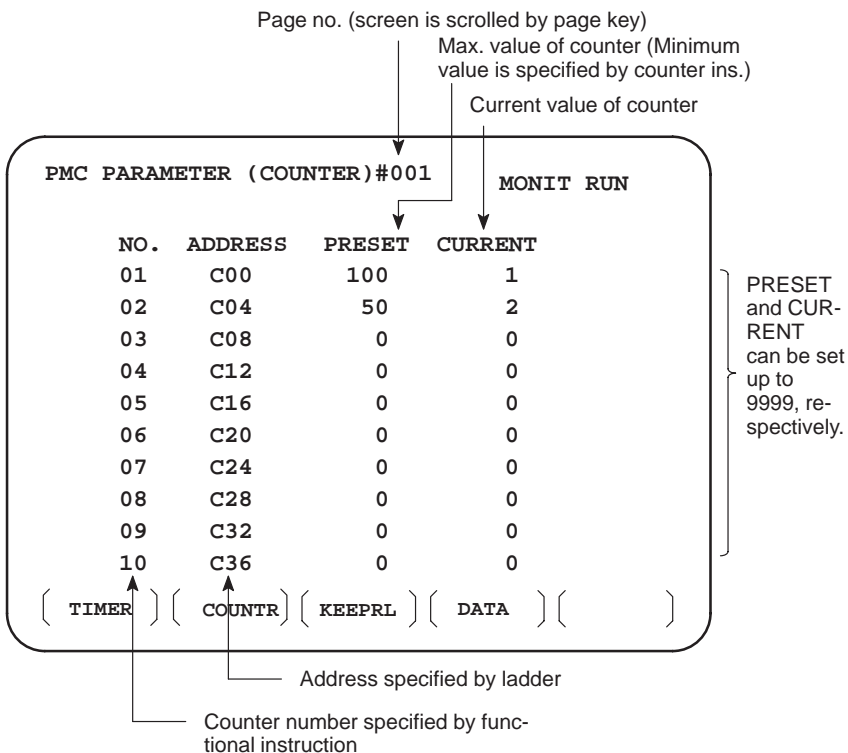 Page no. (screen is scrolled by page key)
Max. value of counter (Minimum
value is specified by counter ins.)
Current value of counter
PMC PARAMETER (COUNTER)#001 MONIT RUN
NO. ADDRESS PRESET CURRENT
01 C00 100 1
02 C04 50 2
03 C08 0 0
04 C12 0 0
05 C16 0 0
06 C20 0 0
07 C24 0 0
08 C28 0 0
09 C32 0 0
10 C36 0 0
PRESET
and CUR-
RENT
can be set
up to
9999, re-
spectively.
TIMER COUNTR KEEPRL DATA
Address specified by ladder
Counter number specified by func-
tional instruction